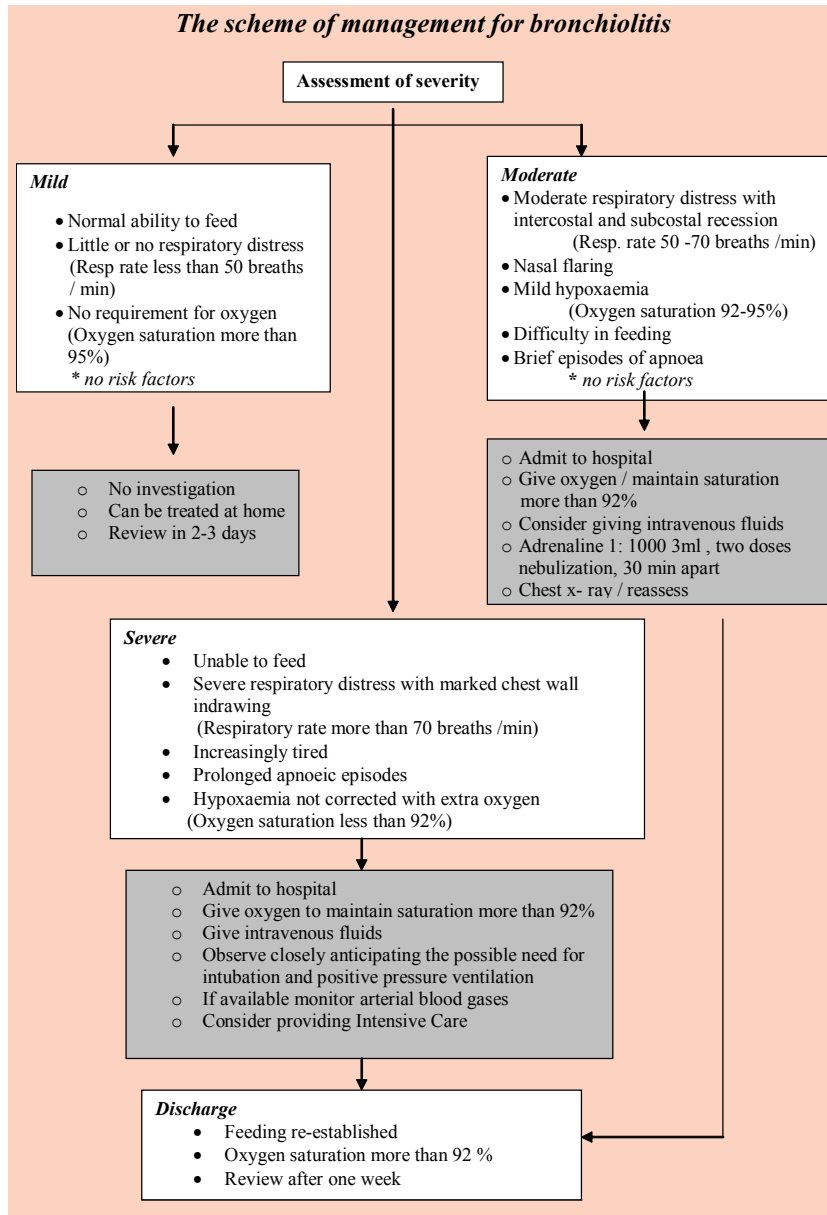 The scheme of management for bronchiolitis
Assessment of severity
Mild
• Normal ability to feed
• Little or no respiratory distress
(Resp rate less than 50 breaths
/ min)
• No requirement for oxygen
(Oxygen saturation more than
95%)
* no risk factors
○ No investigation
○ Can be treated at home
○ Review in 2-3 days
Moderate
• Moderate respiratory distress with
intercostal and subcostal recession
(Resp. rate 50 -70 breaths /min)
• Nasal flaring
• Mild hypoxaemia
(Oxygen saturation 92-95%)
• Difficulty in feeding
• Brief episodes of apnoea
* no risk factors
○ Admit to hospital
○ Give oxygen / maintain saturation
more than 92%
○ Consider giving intravenous fluids
○ Adrenaline 1: 1000 3ml , two doses
nebulization, 30 min apart
○ Chest x- ray / reassess
Severe
• Unable to feed
• Severe respiratory distress with marked chest wall
indrawing
(Respiratory rate more than 70 breaths /min)
• Increasingly tired
• Prolonged apnoeic episodes
• Hypoxaemia not corrected with extra oxygen
(Oxygen saturation less than 92%)
○ Admit to hospital
○ Give oxygen to maintain saturation more than 92%
○ Give intravenous fluids
○ Observe closely anticipating the possible need for
intubation and positive pressure ventilation
○ If available monitor arterial blood gases
○ Consider providing Intensive Care
Discharge
• Feeding re-established
• Oxygen saturation more than 92 %
• Review after one week